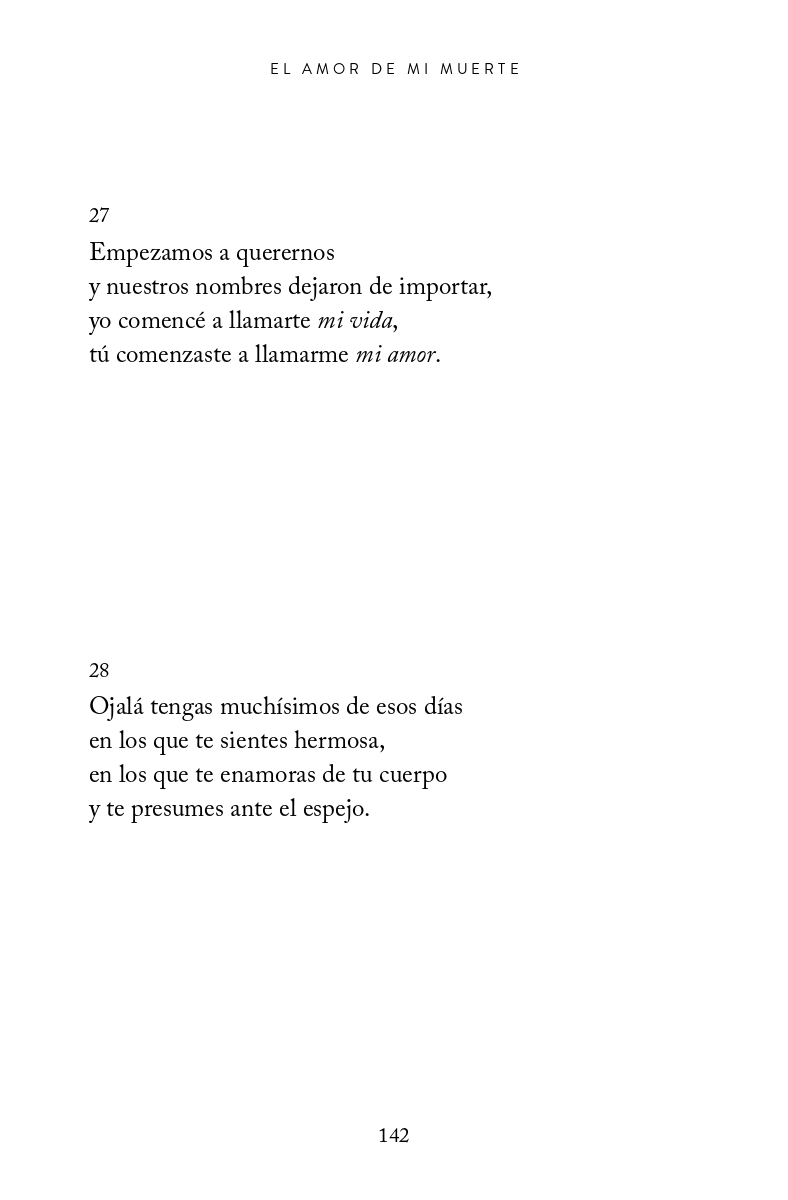 EL AMOR DE MI MUERTE
27
Empezamos a querernos
y nuestros nombres dejaron de importar,
yo comencé a llamarte mi vida,
tú comenzaste a llamarme mi amor.
28
Ojalá tengas muchísimos de esos días
en los que te sientes hermosa,
en los que te enamoras de tu cuerpo
y te presumes ante el espejo.
142